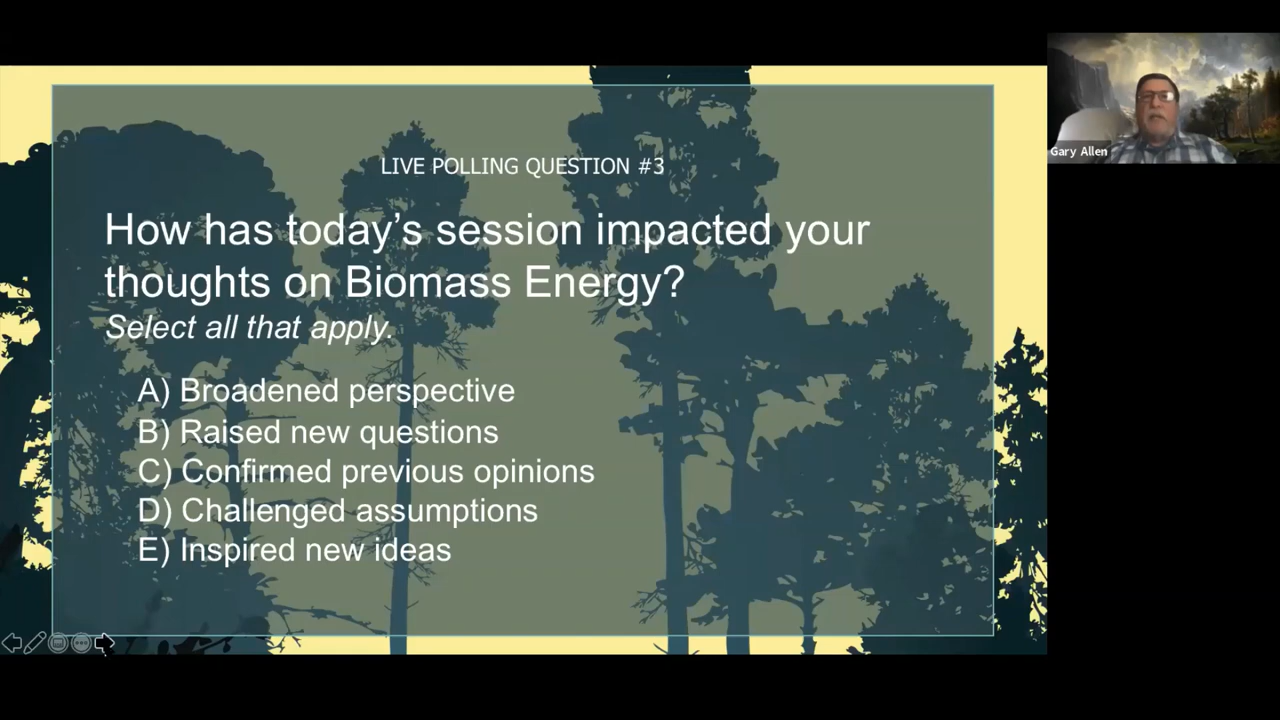 LIVE POLLING QUESTION #3
How has today’s session impacted your
thoughts on Biomass Energy?
Select all that apply.
A) Broadened perspective
B) Raised new questions
C) Confirmed previous opinions
D) Challenged assumptions
E) Inspired new ideas
Gary Allen